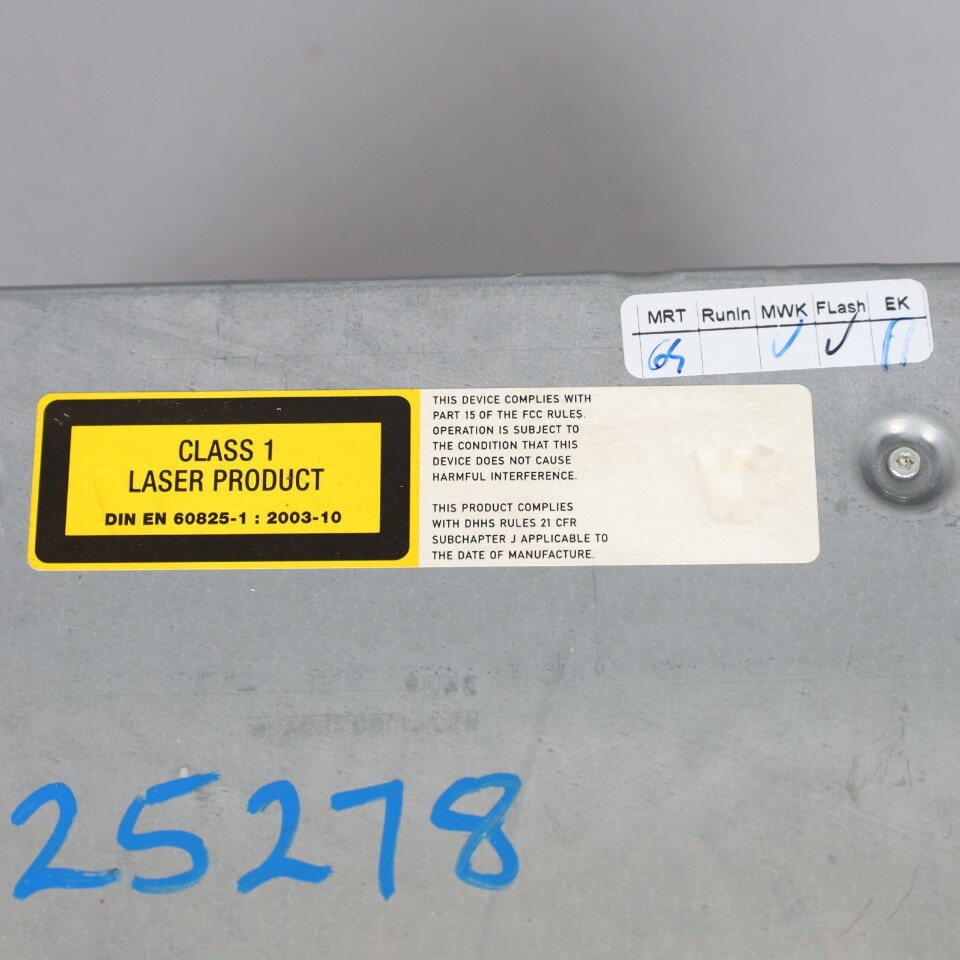 MRT RunIn MWK FLash EK
CLASS 1
LASER PRODUCT
DIN EN 60825-1 : 2003-10
THIS DEVICE COMPLIES WITH
PART 15 OF THE FCC RULES.
OPERATION IS SUBJECT TO
THE CONDITION THAT THIS
DEVICE DOES NOT CAUSE
HARMFUL INTERFERENCE.
THIS PRODUCT COMPLIES
WITH DHHS RULES 21 CFR
SUBCHAPTER J APPLICABLE TO
THE DATE OF MANUFACTURE.
25278